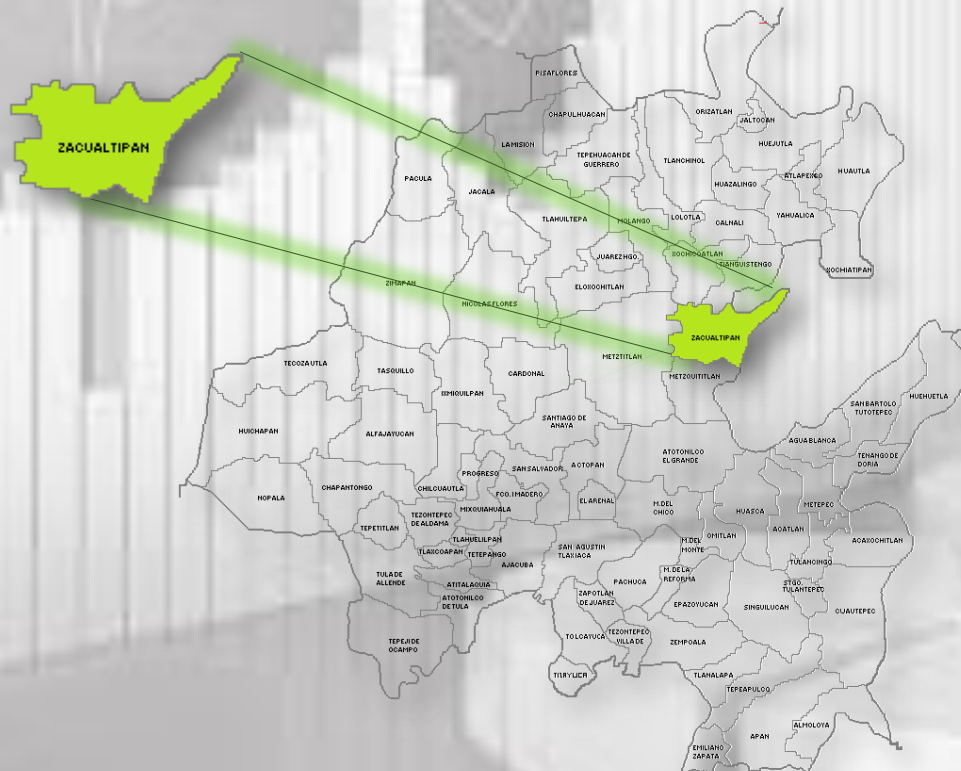 ZACUALTIPAN
PISAFLORES
CHAPULHUACAN
LA MISION
ORIZATLAN
JALTOCAN
HUEJUTLA
TEPEHUACAN DE
GUERRERO
TLANCHINOL
PACULA
JACALA
HUAZALINGO
ATLAPEXCO
HUAUTLA
TLAHUILTEPA
MOLANGO
LOLOTLA
CALNALI
YAHUALICA
JUAREZ HGO.
XOCHICOATLAN
TIANGUISTENGO
XOCHIATIPAN
ZIMAPAN
NICOLAS FLORES
ELOXOCHITLAN
ZACUALTIPAN
METZTITLAN
METZQUITITLAN
TECOZAUTLA
TASQUILLO
CARDONAL
IXMIQUILPAN
HUEHUETLA
SAN BARTOLO
TUTOTEPEC
HUICHAPAN
ALFAJAYUCAN
SANTIAGO DE
ANAYA
AGUA BLANCA
ATOTONILCO
EL GRANDE
TENANGO DE
DORIA
PROGRESO
SAN SALVADOR
ACTOPAN
NOPALA
CHAPANTONGO
CHILCUAUTLA
FCO. I MADERO
EL ARENAL
M. DEL
CHICO
HUASCA
METEPEC
MIXQUIAHUALA
TEZONTEPEC
DE ALDAMA
TEPETITLAN
ACATLAN
OMITLAN
ACAXOCHITLAN
TLAHUELILPAN
TLAXCOAPAN
TETEPANGO
AJACUBA
SAN AGUSTIN
TLAXIACA
M. DEL
MONTE
TULANCINGO
TULA DE
ALLENDE
ATITALAQUIA
PACHUCA
M. DE LA
REFORMA
STGO.
TULANTEPEC
ATOTONILCO
DE TULA
ZAPOTLAN
DE JUAREZ
EPAZOYUCAN
SINGUILUCAN
CUAUTEPEC
TEPEJI DE
OCAMPO
TOLCAYUCA
TEZONTEPEC
VILLA DE
ZEMPOALA
TLANALAPA
TEPEAPULCO
ALMOLOYA
APAN
EMILIANO
ZAPATA